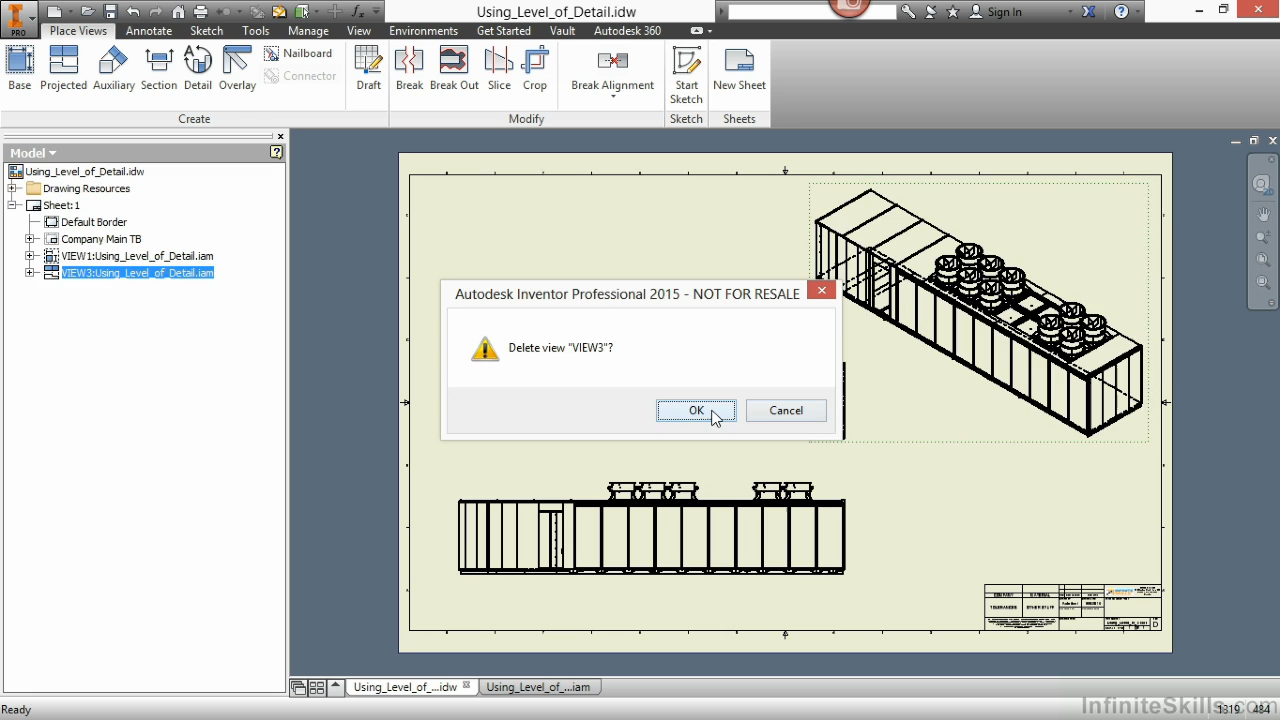 Using_Level_of_Detail.idw
Sign In
PRO
Place Views
Annotate
Sketch
Tools
Manage
View
Environments
Get Started
Vault
Autodesk 360
Base
Projected
Auxiliary
Section
Detail
Overlay
Nailboard
Connector
Draft
Break
Break Out
Slice
Crop
Break Alignment
Start
Sketch
New Sheet
Create
Modify
Sketch
Sheets
Model
Using_Level_of_Detail.idw
Drawing Resources
Sheet:1
Default Border
Company Main TB
VIEW1:Using_Level_of_Detail.iam
VIEW3:Using_Level_of_Detail.iam
Autodesk Inventor Professional 2015 - NOT FOR RESALE
Delete view "VIEW3"?
OK
Cancel
Using_Level_of_...idw
Using_Level_of_...iam
Ready
1819
484
InfiniteSkills.com